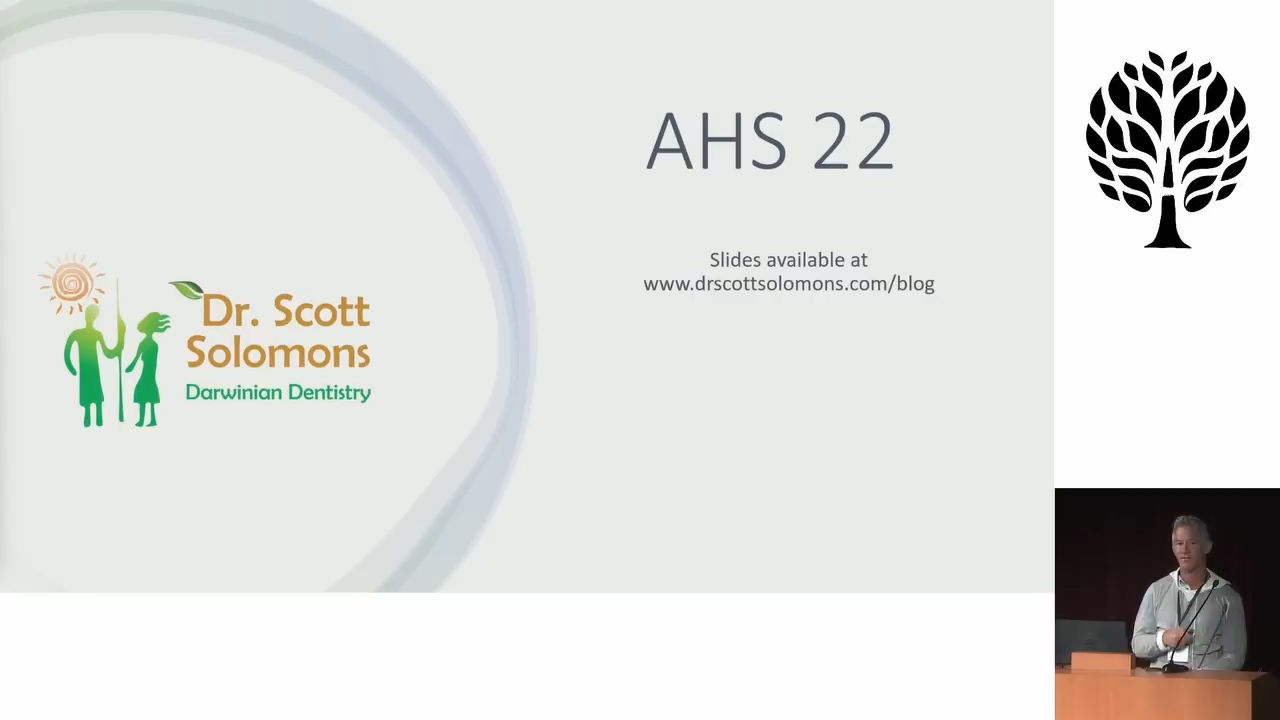 AHS 22
Slides available at
www.drscottsolomons.com/blog
Dr. Scott
Solomons
Darwinian Dentistry